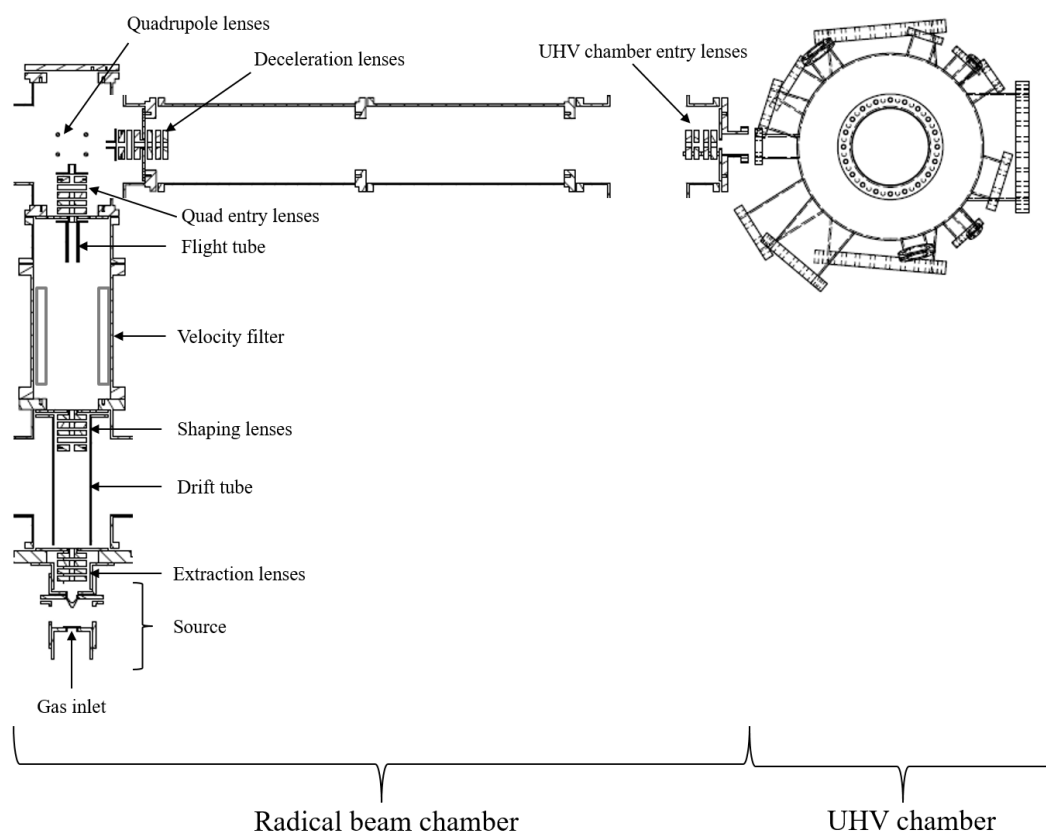 Quadrupole lenses
Deceleration lenses
UHV chamber entry lenses
Quad entry lenses
Flight tube
Velocity filter
Shaping lenses
Drift tube
Extraction lenses
Source
Gas inlet
Radical beam chamber
UHV chamber